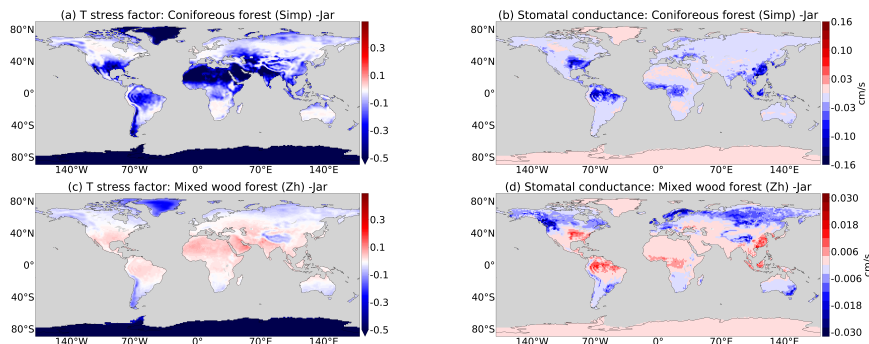 (a) T stress factor: Coniforeous forest (Simp) -Jar
80°N
40°N
0°
40°S
80°S
140°W 70°W 0° 70°E 140°E
0.3
0.1
-0.1
-0.3
-0.5
(b) Stomatal conductance: Coniforeous forest (Simp) -Jar
80°N
40°N
0°
40°S
80°S
140°W 70°W 0° 70°E 140°E
0.16
0.10
0.03
-0.03
-0.10
-0.16
cm/s
(c) T stress factor: Mixed wood forest (Zh) -Jar
80°N
40°N
0°
40°S
80°S
140°W 70°W 0° 70°E 140°E
0.3
0.1
-0.1
-0.3
-0.5
(d) Stomatal conductance: Mixed wood forest (Zh) -Jar
80°N
40°N
0°
40°S
80°S
140°W 70°W 0° 70°E 140°E
0.030
0.018
0.006
-0.006
-0.018
-0.030
cm/s